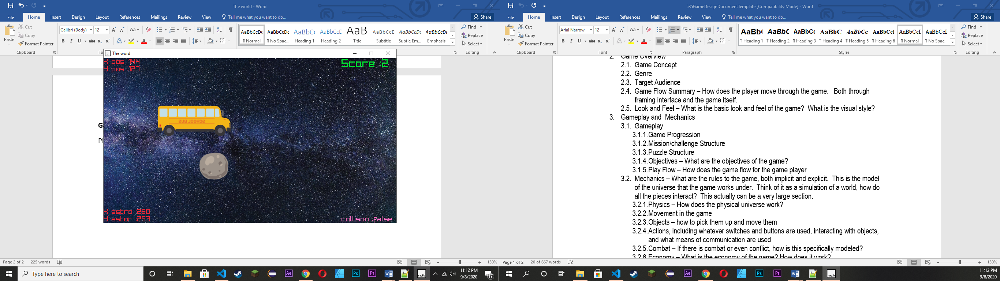 The world - Word
File Home Insert Design Layout References Mailings Review View Tell me what you want to do... Share
Paste
Cut
Copy
Format Painter
Clipboard
Calibri (Body) 12
AaBbCcDc AaBbCcDc AaBbCc AaBbCcD AaB AaBbCcD AaBbCcDc AaBbCcDc
¶ Normal ¶ No Spac... Heading 1 Heading 2 Title Subtitle Subtle Em... Emphasis
Find
Replace
Select
Editing
The word
X pos :144
Y pos :127
Score :2
SCHOOL BUS
X astro :260
Y astor :253
collison :False
Page 2 of 2 225 words
130%
585GameDesignDocumentTemplate [Compatibility Mode] - Word
File Home Insert Design Layout References Mailings Review View Tell me what you want to do... Share
Paste
Cut
Copy
Format Painter
Clipboard
Arial Narrow 12
Font
Paragraph
AaBb( AaBbC AaBbCc AaBbC AaBbCc AaBbCcI AaBbCcI AaBbCcI
¶ Heading 1 ¶ Heading 2 ¶ Heading 3 ¶ Heading 4 ¶ Heading 5 ¶ Heading 6 ¶ Normal ¶ No Spac...
Styles
Find
Replace
Select
Editing
2. Game Overview
2.1. Game Concept
2.2. Genre
2.3. Target Audience
2.4. Game Flow Summary – How does the player move through the game. Both through
framing interface and the game itself.
2.5. Look and Feel – What is the basic look and feel of the game? What is the visual style?
3. Gameplay and Mechanics
3.1. Gameplay
3.1.1. Game Progression
3.1.2. Mission/challenge Structure
3.1.3. Puzzle Structure
3.1.4. Objectives – What are the objectives of the game?
3.1.5. Play Flow – How does the game flow for the game player
3.2. Mechanics – What are the rules to the game, both implicit and explicit. This is the model
of the universe that the game works under. Think of it as a simulation of a world, how do
all the pieces interact? This actually can be a very large section.
3.2.1. Physics – How does the physical universe work?
3.2.2. Movement in the game
3.2.3. Objects – how to pick them up and move them
3.2.4. Actions, including whatever switches and buttons are used, interacting with objects,
and what means of communication are used
3.2.5. Combat – If there is combat or even conflict, how is this specifically modeled?
3.2.6. Economy – What is the economy of the game? How does it work?
Page 1 of 2 20 of 667 words
130%
Type here to search
Ae Ps Pr raylib
11:12 PM
9/8/2020
17
Ae Ps Pr raylib
11:12 PM
9/8/2020